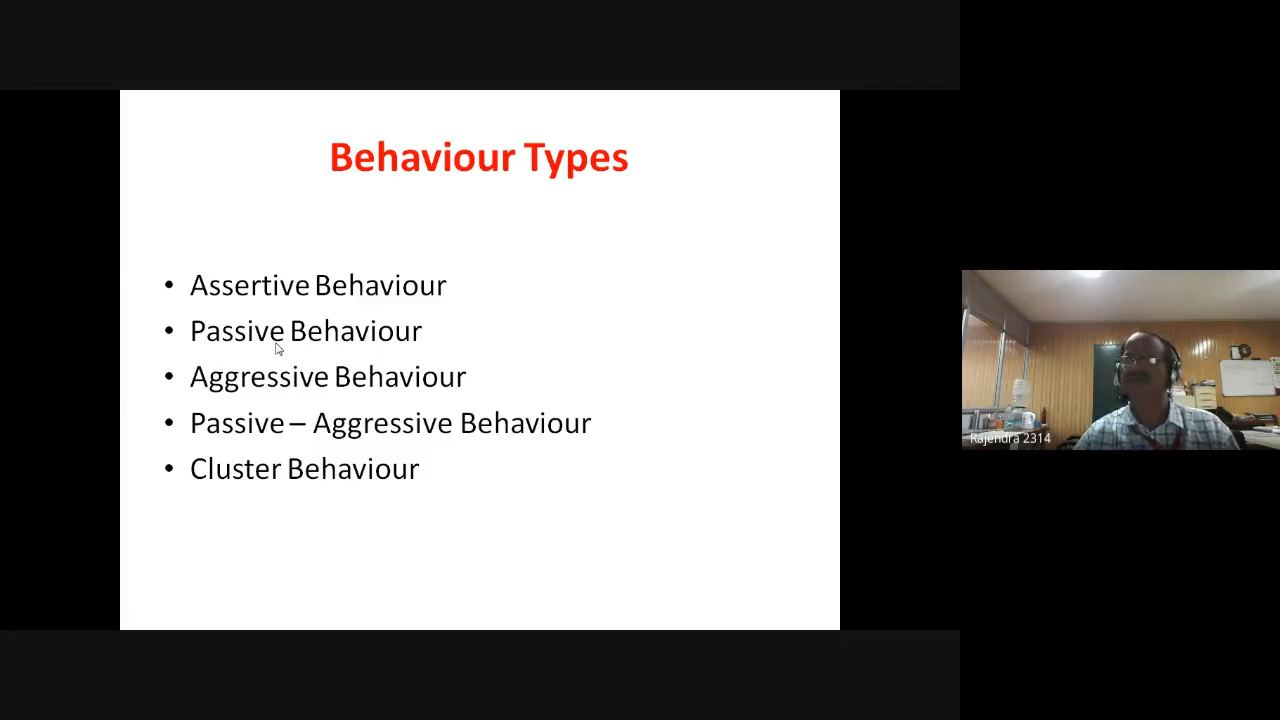 Behaviour Types
• Assertive Behaviour
• Passive Behaviour
• Aggressive Behaviour
• Passive – Aggressive Behaviour
• Cluster Behaviour
Rajendra 2314